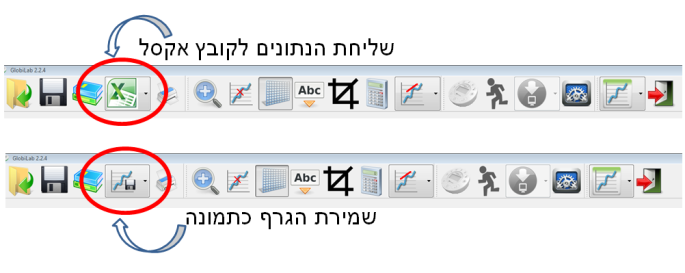 שליחת הנתונים לקובץ אקסל
GlobiLab 2.2.4
Abc
GlobiLab 2.2.4
Abc
שמירת הגרף כתמונה